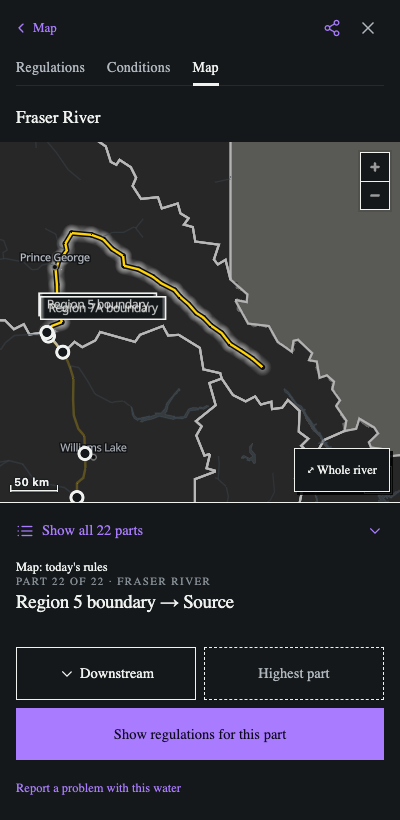 Map
Regulations Conditions Map
Fraser River
+
Prince George
Region 5 boundary
Region 7A boundary
−
Williams Lake
50 km
Whole river
Show all 22 parts
Map: today's rules
PART 22 OF 22 · FRASER RIVER
Region 5 boundary → Source
Downstream
Highest part
Show regulations for this part
Report a problem with this water